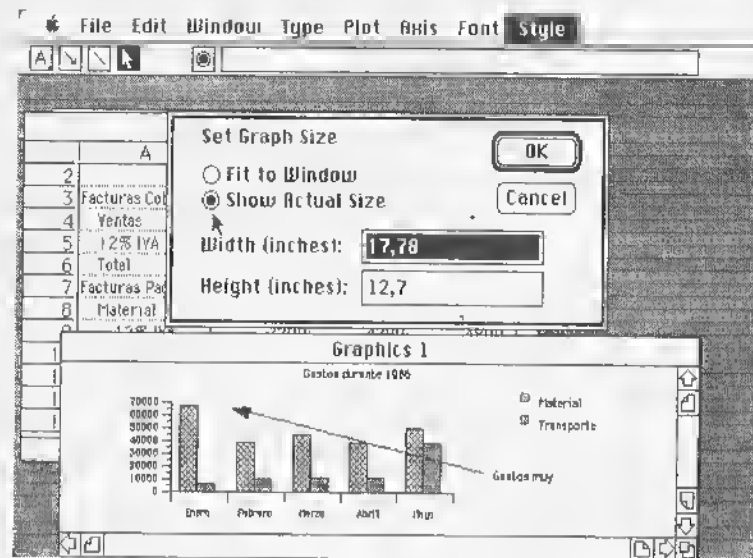 File Edit Window Type Plot Axis Font Style
A
Set Graph Size
OK
Fit to Window
Show Actual Size
Cancel
Width (inches): 17,78
Height (inches): 12,7
A
2
3 Facturas
4 Ventas
5 12% IVA
6 Total
7 Facturas
8 Material
Graphics 1
Gastos durante 1986
70000
60000
50000
40000
30000
20000
10000
0
Material
Transporte
Gastos muy
Enero Febrero Marzo Abril